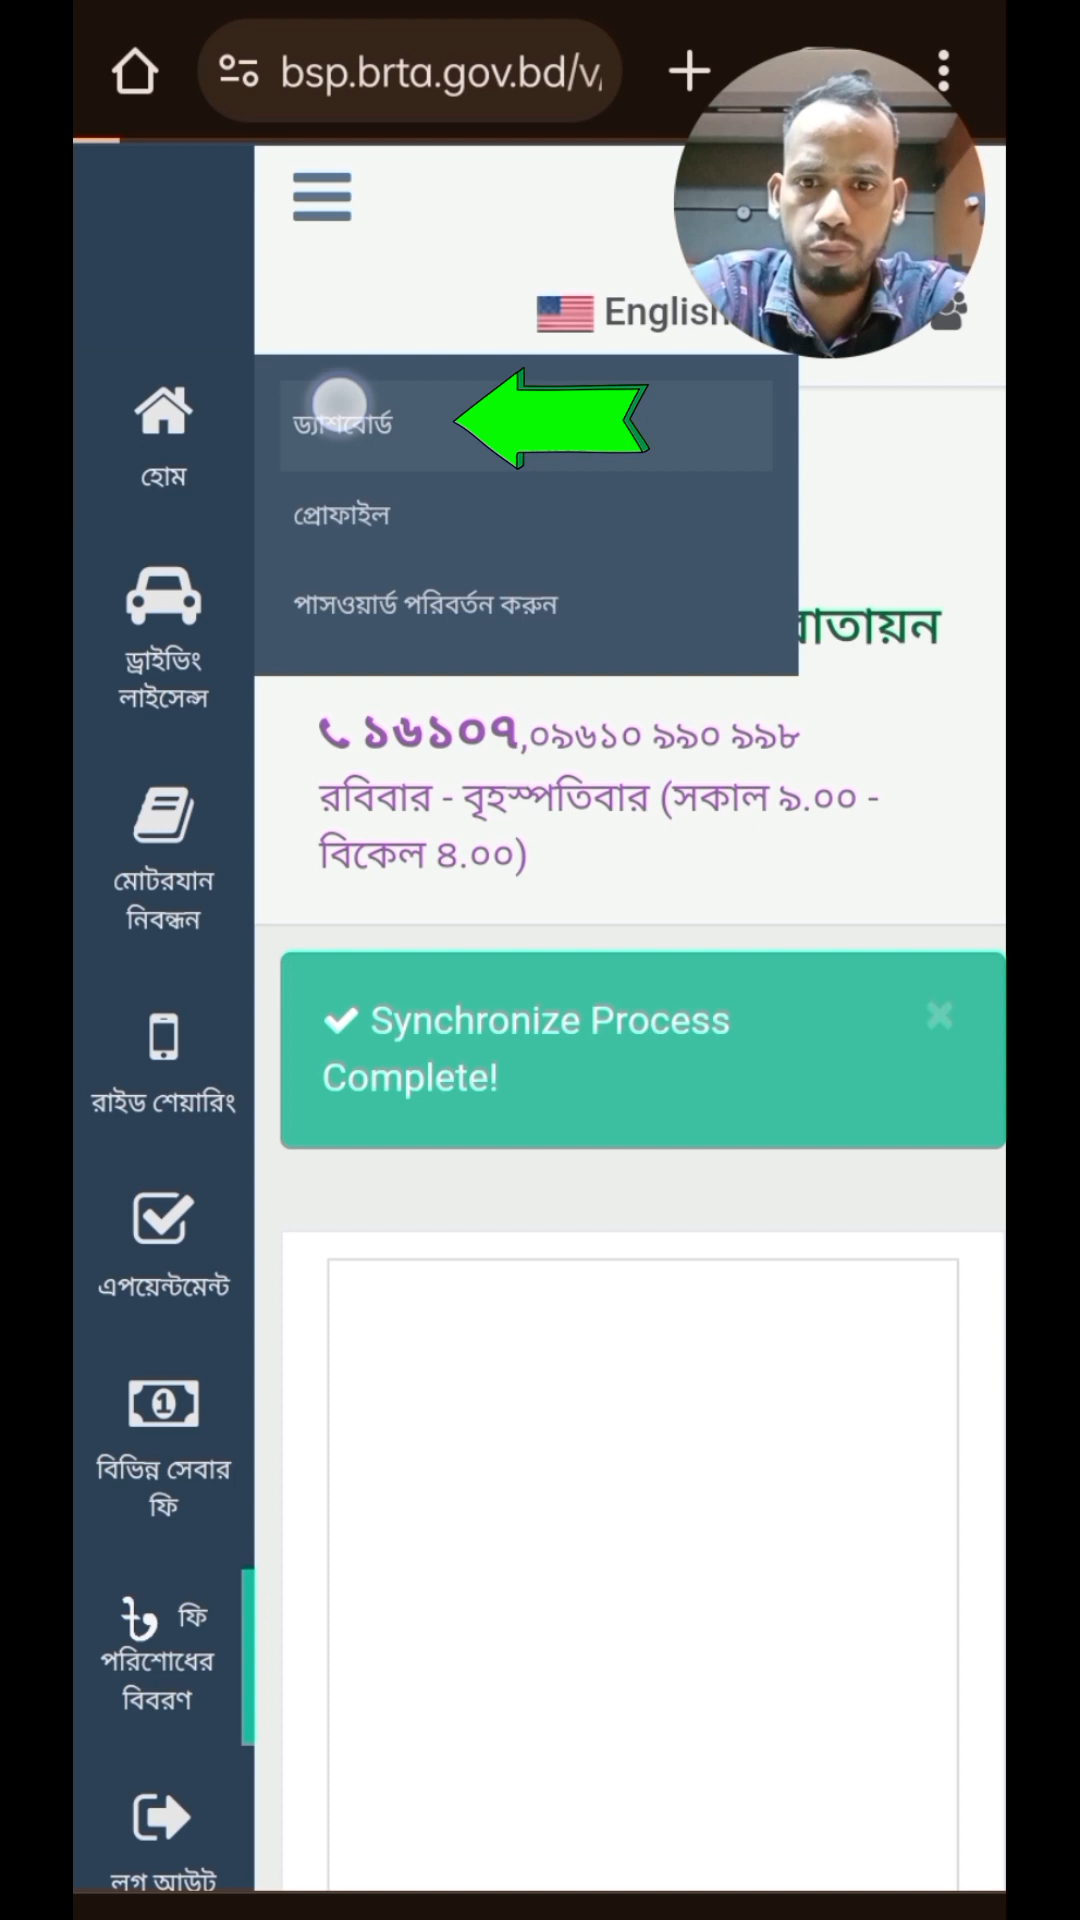 bsp.brta.gov.bd/v
English
ড্যাশবোর্ড
হোম
প্রোফাইল
পাসওয়ার্ড পরিবর্তন করুন
বাতায়ন
ড্রাইভিং
লাইসেন্স
১৬১০৭,০৯৬১০ ৯৯০ ৯৯৮
রবিবার - বৃহস্পতিবার (সকাল ৯.০০ -
বিকেল ৪.০০)
মোটরযান
নিবন্ধন
✔ Synchronize Process ×
Complete!
রাইড শেয়ারিং
এপয়েন্টমেন্ট
বিভিন্ন সেবার
ফি
৳ ফি
পরিশোধের
বিবরণ
লগ আউট